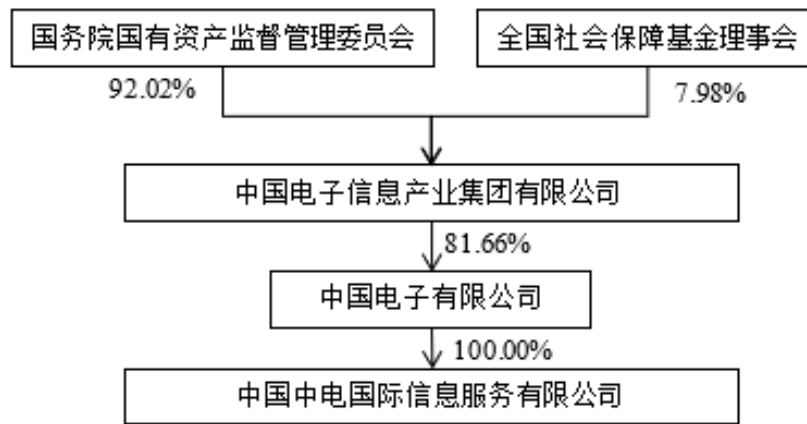 国务院国有资产监督管理委员会
全国社会保障基金理事会
92.02%
7.98%
中国电子信息产业集团有限公司
81.66%
中国电子有限公司
100.00%
中国中电国际信息服务有限公司